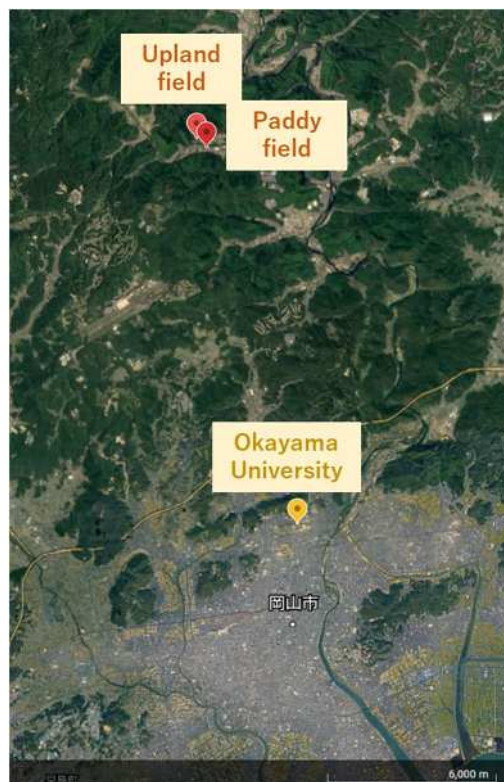 Upland
field
Paddy
field
Okayama
University
岡山市
6,000 m